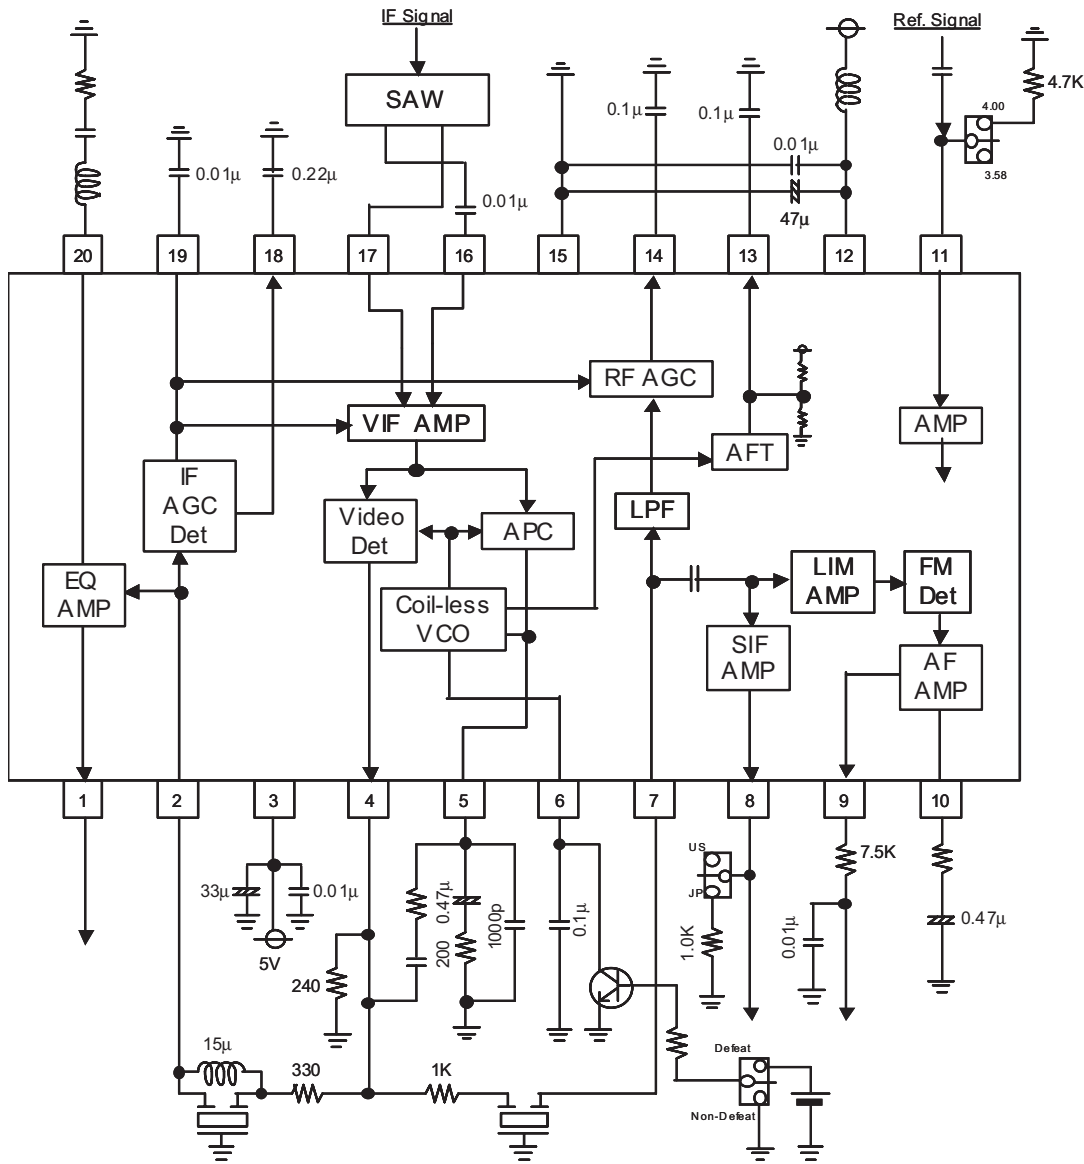 IF Signal
Ref. Signal
SAW
4.7K
4.00
3.58
0.01μ
0.22μ
0.01μ
0.1μ
0.1μ
0.01μ
47μ
20
19
18
17
16
15
14
13
12
11
RF AGC
VIF AMP
AMP
AFT
IF
AGC
Det
Video
Det
APC
LPF
EQ
AMP
Coil-less
VCO
LIM
AMP
FM
Det
SIF
AMP
AF
AMP
1
2
3
4
5
6
7
8
9
10
33μ
0.01μ
5V
240
0.47μ
200
1000p
0.1μ
US
JP
1.0K
7.5K
0.01μ
0.47μ
15μ
330
1K
Defeat
Non-Defeat